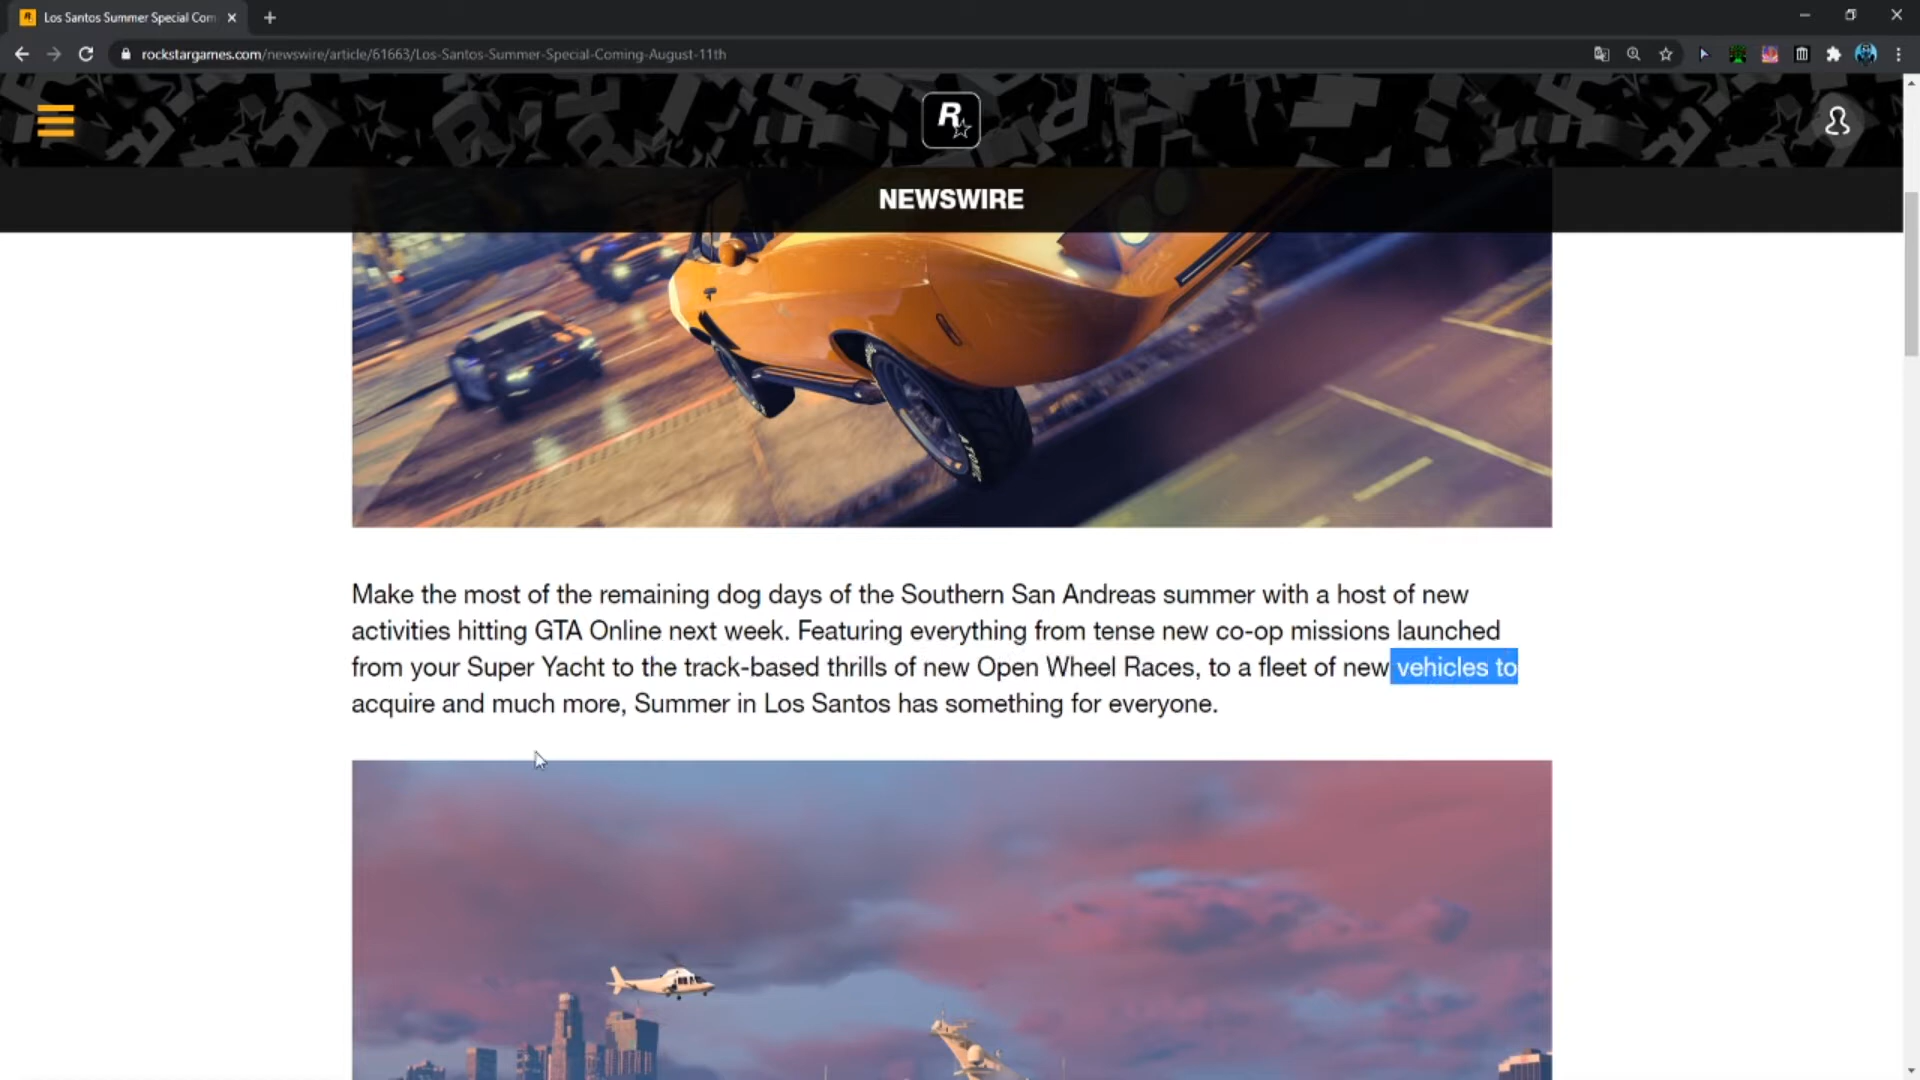 Los Santos Summer Special Com
rockstargames.com/newswire/article/61663/Los-Santos-Summer-Special-Coming-August-11th
R
NEWSWIRE
Make the most of the remaining dog days of the Southern San Andreas summer with a host of new
activities hitting GTA Online next week. Featuring everything from tense new co-op missions launched
from your Super Yacht to the track-based thrills of new Open Wheel Races, to a fleet of new vehicles to
acquire and much more, Summer in Los Santos has something for everyone.